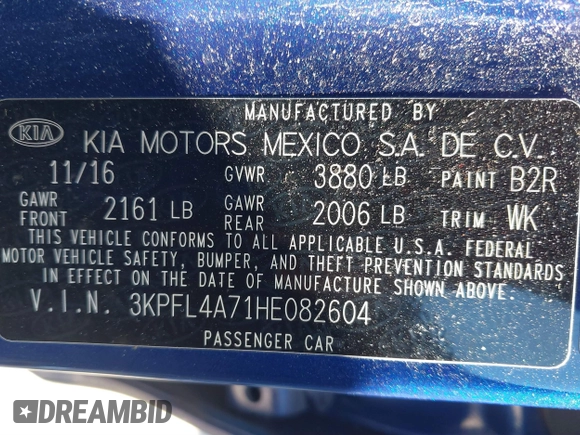 MANUFACTURED BY
KIA KIA MOTORS MEXICO S.A. DE C.V.
11/16 GVWR 3880 LB PAINT B2R
GAWR FRONT 2161 LB GAWR REAR 2006 LB TRIM WK
THIS VEHICLE CONFORMS TO ALL APPLICABLE U.S.A. FEDERAL
MOTOR VEHICLE SAFETY, BUMPER, AND THEFT PREVENTION STANDARDS
IN EFFECT ON THE DATE OF MANUFACTURE SHOWN ABOVE.
V.I.N. 3KPFL4A71HE082604
PASSENGER CAR
DREAMBID